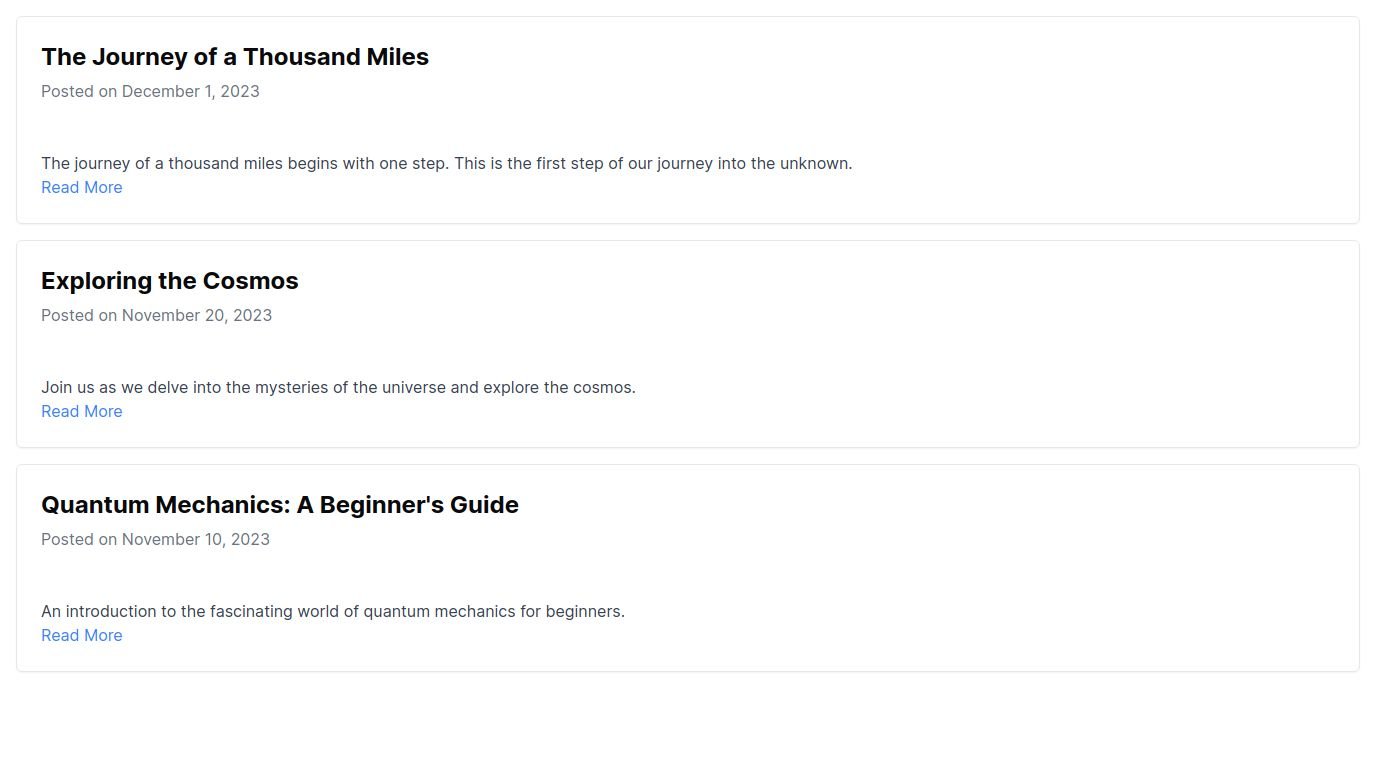 The Journey of a Thousand Miles
Posted on December 1, 2023
The journey of a thousand miles begins with one step. This is the first step of our journey into the unknown.
Read More
Exploring the Cosmos
Posted on November 20, 2023
Join us as we delve into the mysteries of the universe and explore the cosmos.
Read More
Quantum Mechanics: A Beginner's Guide
Posted on November 10, 2023
An introduction to the fascinating world of quantum mechanics for beginners.
Read More